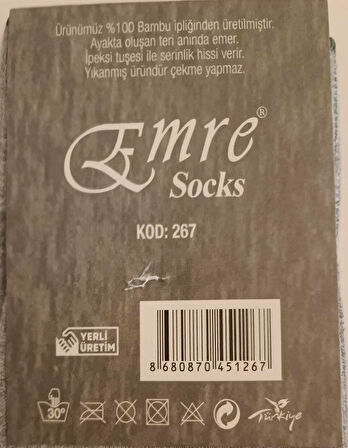 Ürünümüz %100 Bambu ipliğinden üretilmiştir.
Ayakta oluşan teri anında emer.
İpeksi tuşesi ile serinlik hissi verir.
Yıkanmış üründür çekme yapmaz.
Emre®
Socks
KOD: 267
YERLİ
ÜRETİM
8 680870 451267
30°
Türkiye